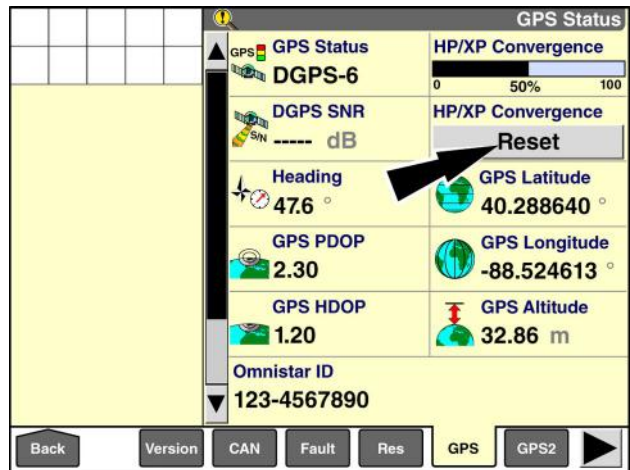 GPS Status
GPS
GPS Status
DGPS-6
HP/XP Convergence
0 50% 100
S/N
DGPS SNR
----- dB
HP/XP Convergence
Reset
Heading
47.6 °
GPS Latitude
40.288640 °
GPS PDOP
2.30
GPS Longitude
-88.524613 °
GPS HDOP
1.20
GPS Altitude
32.86 m
Omnistar ID
123-4567890
Back Version CAN Fault Res GPS GPS2